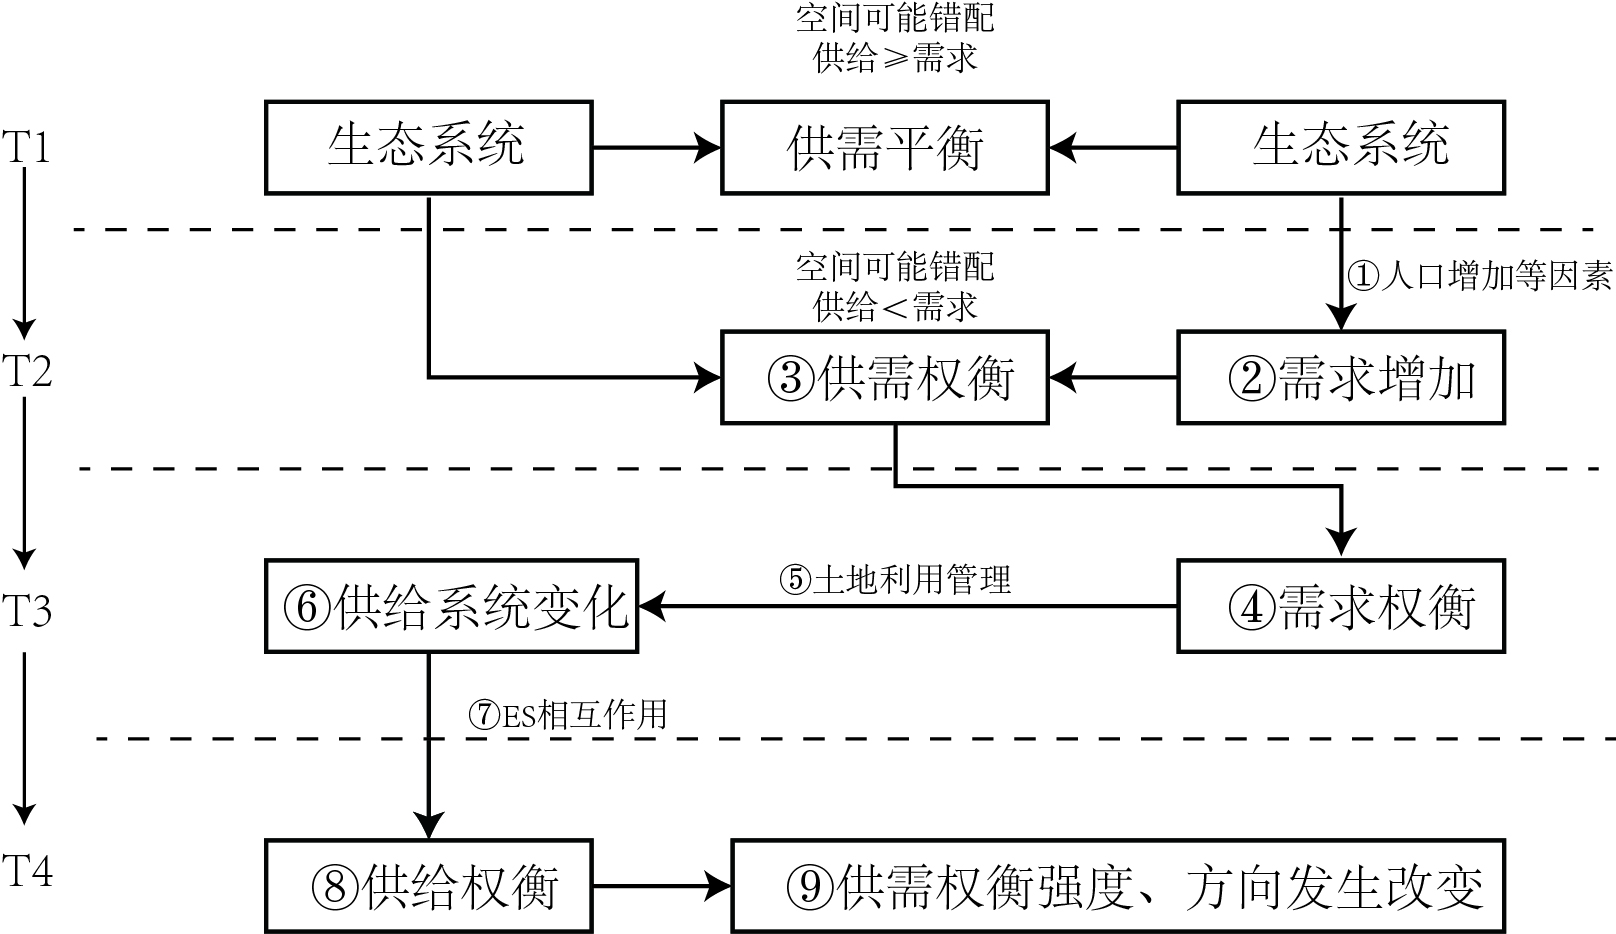 空间可能错配
供给≥需求
T1
生态系统
供需平衡
生态系统
空间可能错配
供给<需求
①人口增加等因素
T2
③供需权衡
②需求增加
T3
⑥供给系统变化
⑤土地利用管理
④需求权衡
⑦ES相互作用
T4
⑧供给权衡
⑨供需权衡强度、方向发生改变